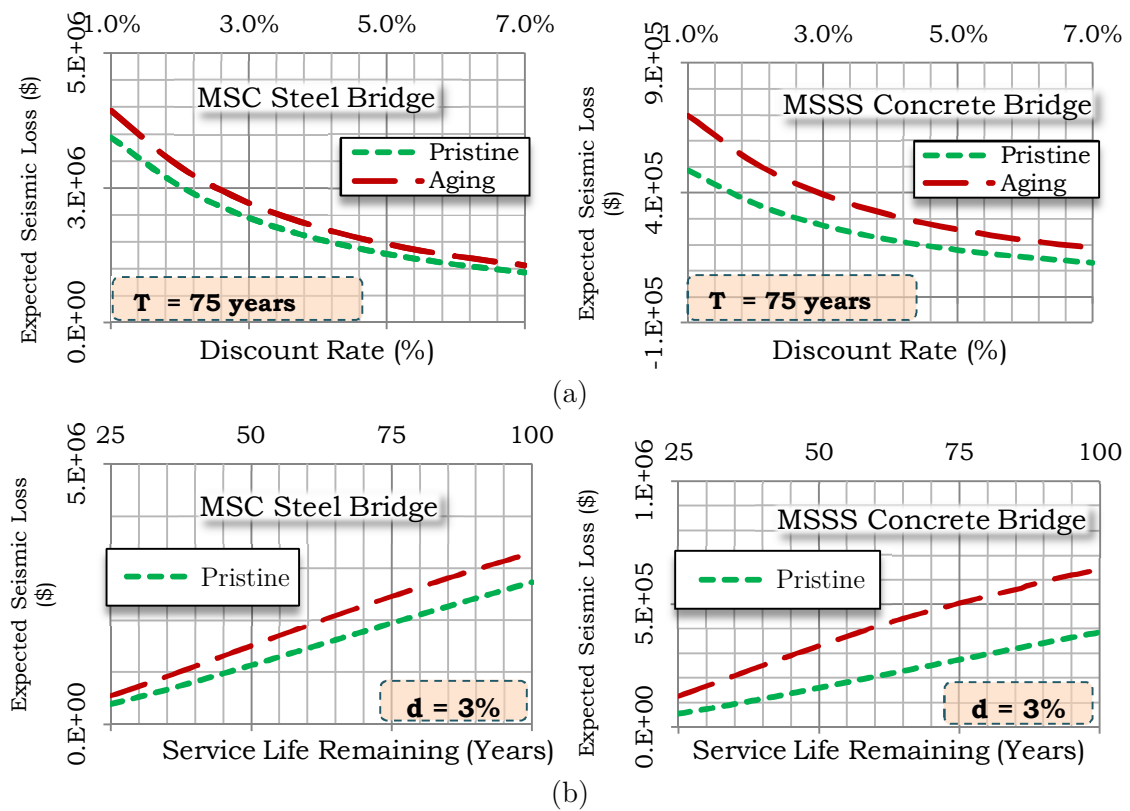 1.0% 3.0% 5.0% 7.0%
5.E+06
3.E+06
0.E+00
Expected Seismic Loss ($)
MSC Steel Bridge
Pristine
Aging
T = 75 years
Discount Rate (%)
1.0% 3.0% 5.0% 7.0%
9.E+05
4.E+05
-1.E+05
Expected Seismic Loss
($)
MSSS Concrete Bridge
Pristine
Aging
T = 75 years
Discount Rate (%)
(a)
25 50 75 100
5.E+06
0.E+00
Expected Seismic Loss
($)
MSC Steel Bridge
Pristine
d = 3%
Service Life Remaining (Years)
25 50 75 100
1.E+06
5.E+05
0.E+00
Expected Seismic Loss ($)
MSSS Concrete Bridge
Pristine
d = 3%
Service Life Remaining (Years)
(b)